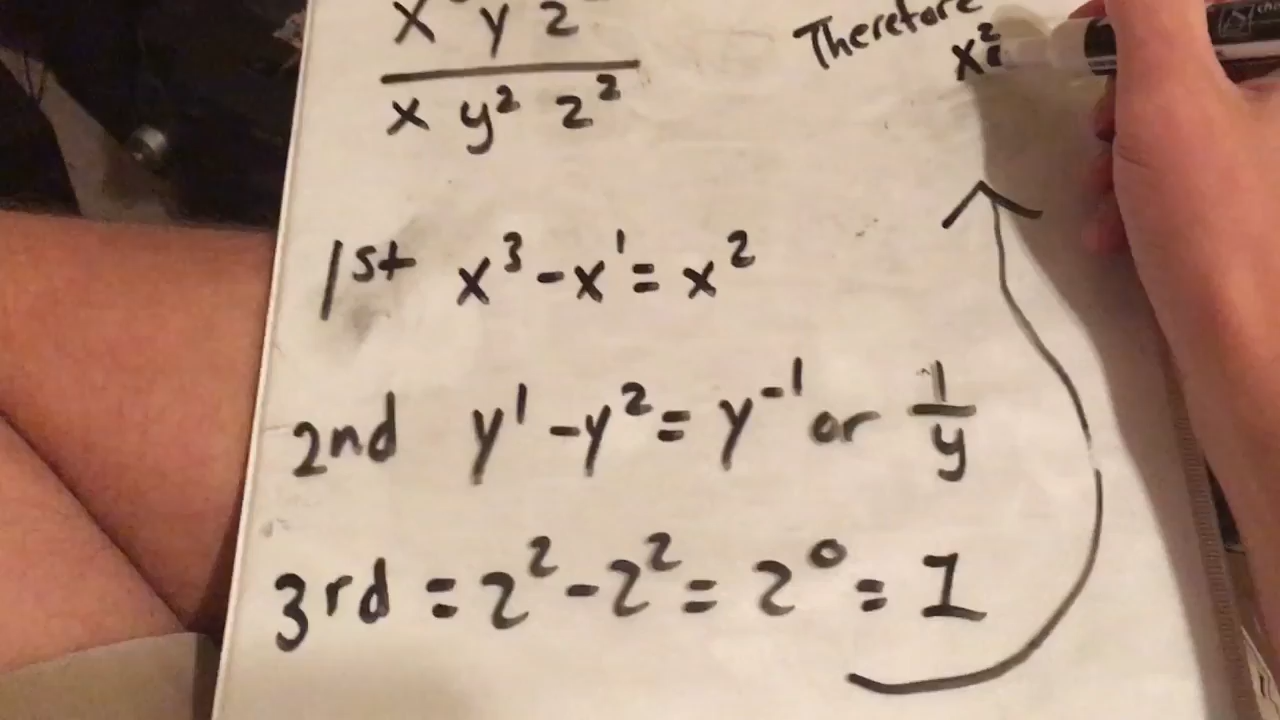 x y z
x y² z²
Therefore
x²
1st x³ - x¹ = x²
2nd y¹ - y² = y⁻¹ or 1/y
3rd = z² - z² = z⁰ = 1